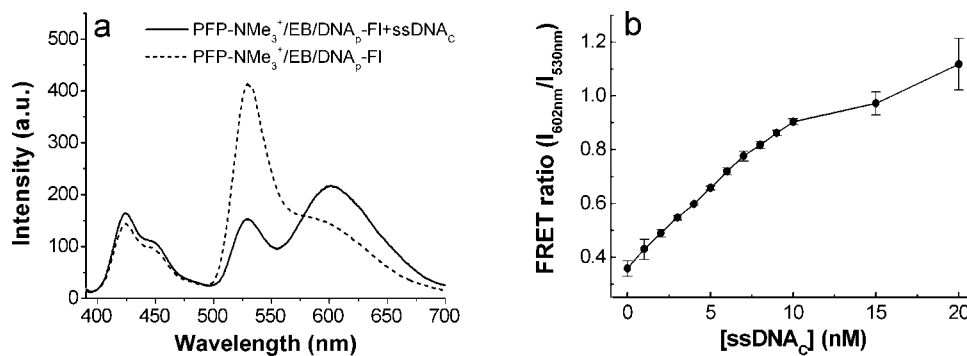 a
PFP-NMe₃⁺/EB/DNAₚ-Fl+ssDNA_C
PFP-NMe₃⁺/EB/DNAₚ-Fl
Intensity (a.u.)
500
400
300
200
100
0
400 450 500 550 600 650 700
Wavelength (nm)
b
FRET ratio (I₆₀₂ₙₘ/I₅₃₀ₙₘ)
1.2
1.0
0.8
0.6
0.4
0 5 10 15 20
[ssDNA_C] (nM)